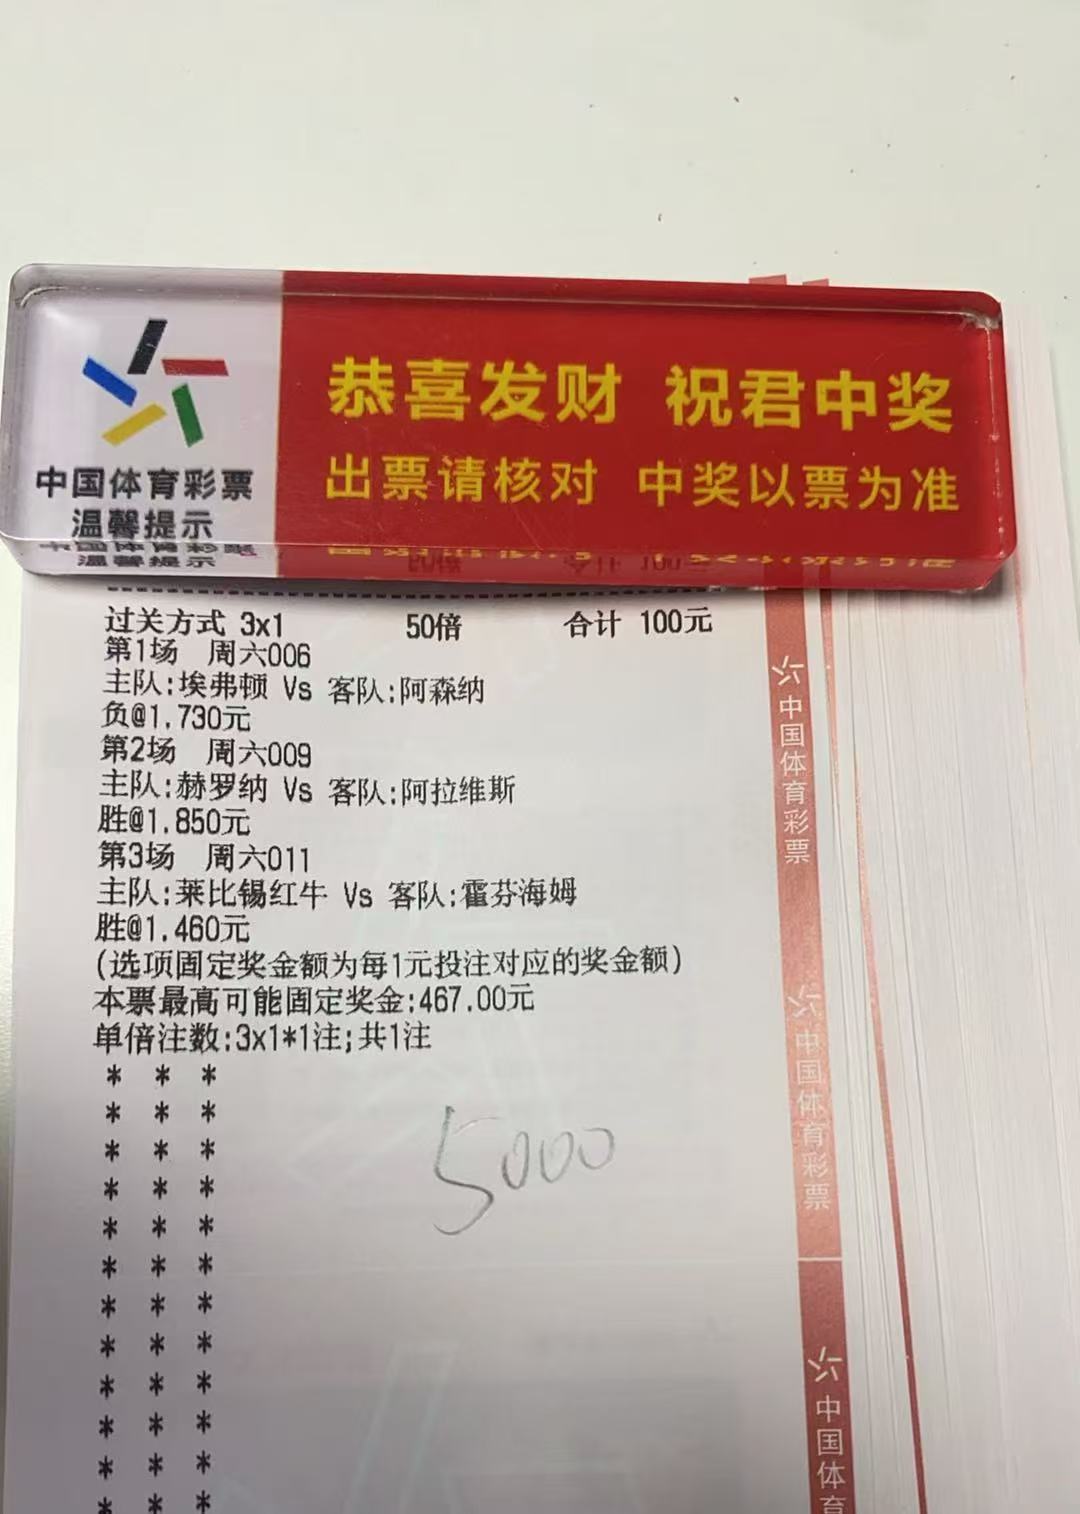 恭喜发财 祝君中奖
出票请核对 中奖以票为准
中国体育彩票
温馨提示
过关方式 3x1 50倍 合计 100元
第1场 周六006
主队:埃弗顿 Vs 客队:阿森纳
负@1.730元
第2场 周六009
主队:赫罗纳 Vs 客队:阿拉维斯
胜@1.850元
第3场 周六011
主队:莱比锡红牛 Vs 客队:霍芬海姆
胜@1.460元
(选项固定奖金额为每1元投注对应的奖金额)
本票最高可能固定奖金:467.00元
单倍注数:3x1*1注;共1注
* * *
* * *
* * *
* * *
* * *
* * *
* * *
* * *
* * *
* * *
* * *
* * *
5000
中国体育彩票
中国体育彩票
中国体育